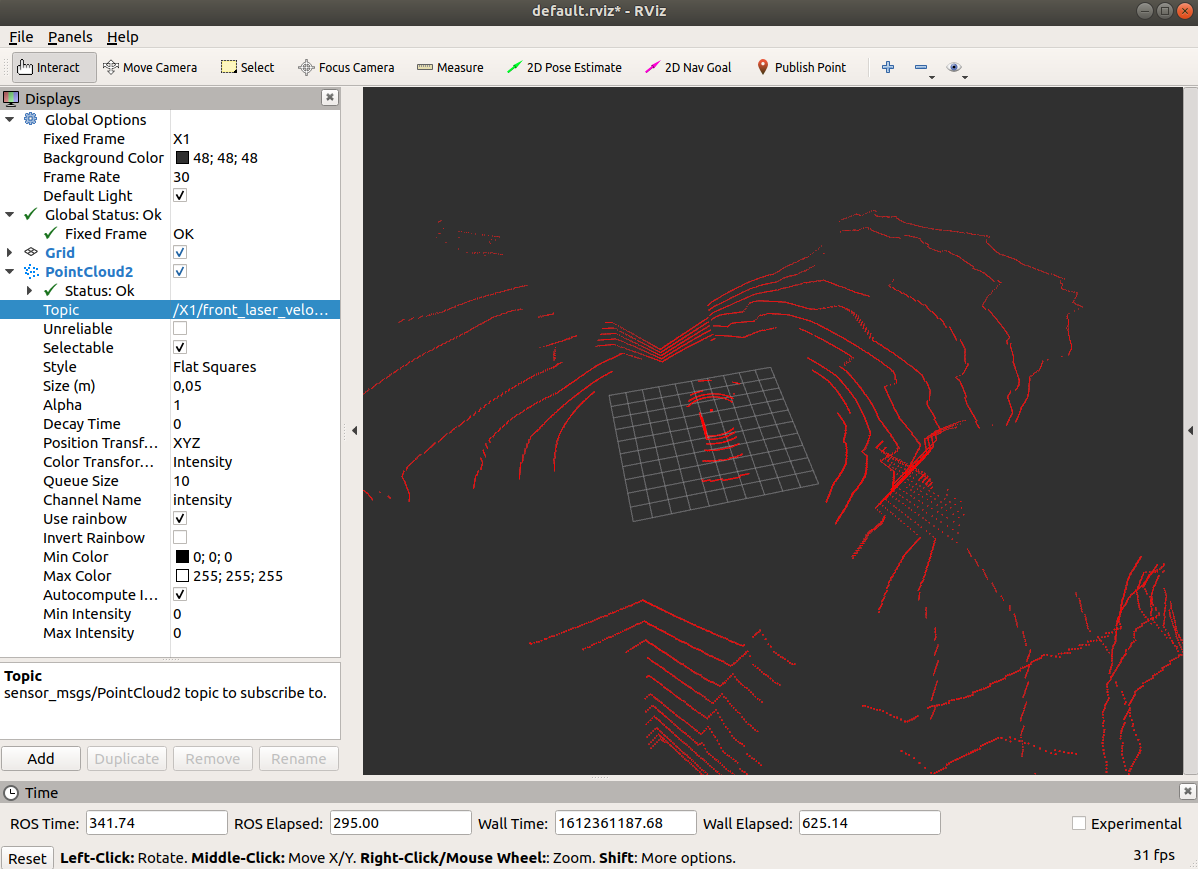 default.rviz* - RViz
File Panels Help
Interact Move Camera Select Focus Camera Measure 2D Pose Estimate 2D Nav Goal Publish Point
Displays
Global Options
Fixed Frame X1
Background Color 48; 48; 48
Frame Rate 30
Default Light
Global Status: Ok
Fixed Frame OK
Grid
PointCloud2
Status: Ok
Topic /X1/front_laser_velo...
Unreliable
Selectable
Style Flat Squares
Size (m) 0,05
Alpha 1
Decay Time 0
Position Transf... XYZ
Color Transfor... Intensity
Queue Size 10
Channel Name intensity
Use rainbow
Invert Rainbow
Min Color 0; 0; 0
Max Color 255; 255; 255
Autocompute I...
Min Intensity 0
Max Intensity 0
Topic
sensor_msgs/PointCloud2 topic to subscribe to.
Add Duplicate Remove Rename
Time
ROS Time: 341.74 ROS Elapsed: 295.00 Wall Time: 1612361187.68 Wall Elapsed: 625.14 Experimental
Reset Left-Click: Rotate. Middle-Click: Move X/Y. Right-Click/Mouse Wheel:: Zoom. Shift: More options. 31 fps